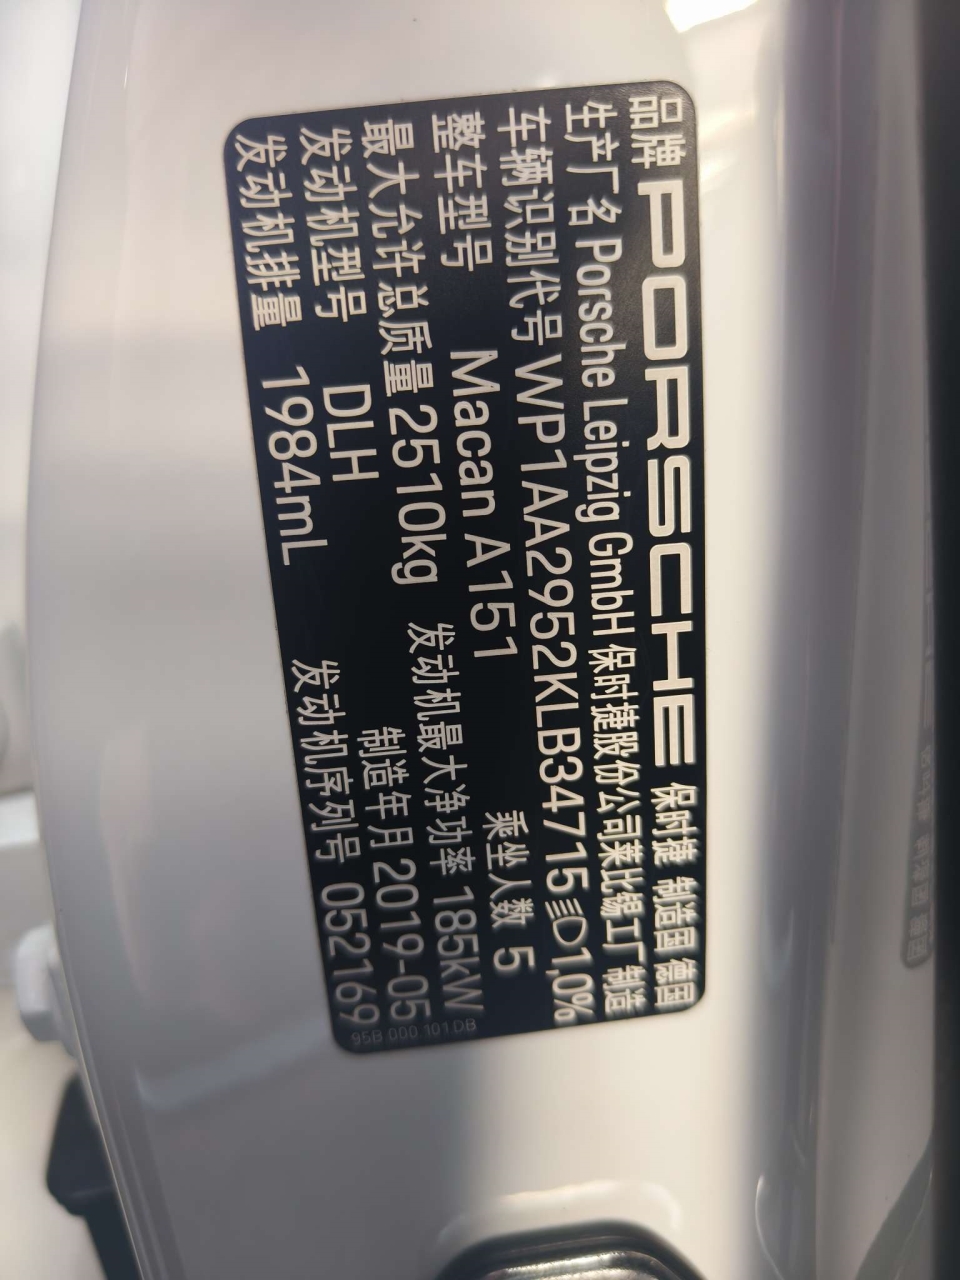 品牌 PORSCHE 保时捷 制造国 德国
生产厂名 Porsche Leipzig GmbH 保时捷股份公司莱比锡工厂 制造
车辆识别代号 WP1AA2952KLB34715 1,0%
整车型号 Macan A151 乘坐人数 5
最大允许总质量 2510kg 发动机最大净功率 185kW
发动机型号 DLH 制造年月 2019-05
发动机排量 1984mL 发动机序列号 052169
95B 000 101 DB